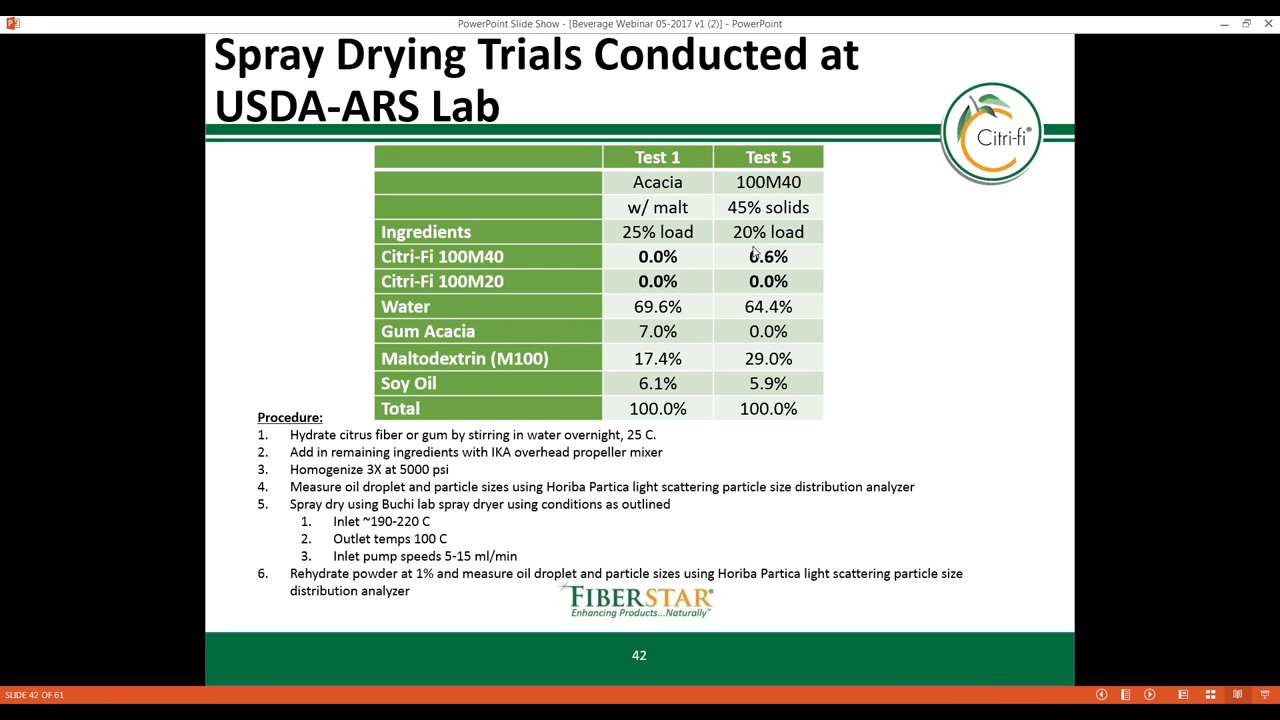 PowerPoint Slide Show - [Beverage Webinar 05-2017 v1 (2)] - PowerPoint
Spray Drying Trials Conducted at
USDA-ARS Lab
Citri-fi®
Test 1 Test 5
Acacia 100M40
w/ malt 45% solids
Ingredients 25% load 20% load
Citri-Fi 100M40 0.0% 0.6%
Citri-Fi 100M20 0.0% 0.0%
Water 69.6% 64.4%
Gum Acacia 7.0% 0.0%
Maltodextrin (M100) 17.4% 29.0%
Soy Oil 6.1% 5.9%
Total 100.0% 100.0%
Procedure:
1. Hydrate citrus fiber or gum by stirring in water overnight, 25 C.
2. Add in remaining ingredients with IKA overhead propeller mixer
3. Homogenize 3X at 5000 psi
4. Measure oil droplet and particle sizes using Horiba Partica light scattering particle size distribution analyzer
5. Spray dry using Buchi lab spray dryer using conditions as outlined
1. Inlet ~190-220 C
2. Outlet temps 100 C
3. Inlet pump speeds 5-15 ml/min
6. Rehydrate powder at 1% and measure oil droplet and particle sizes using Horiba Partica light scattering particle size
distribution analyzer
FIBERSTAR®
Enhancing Products...Naturally™
42
SLIDE 42 OF 61